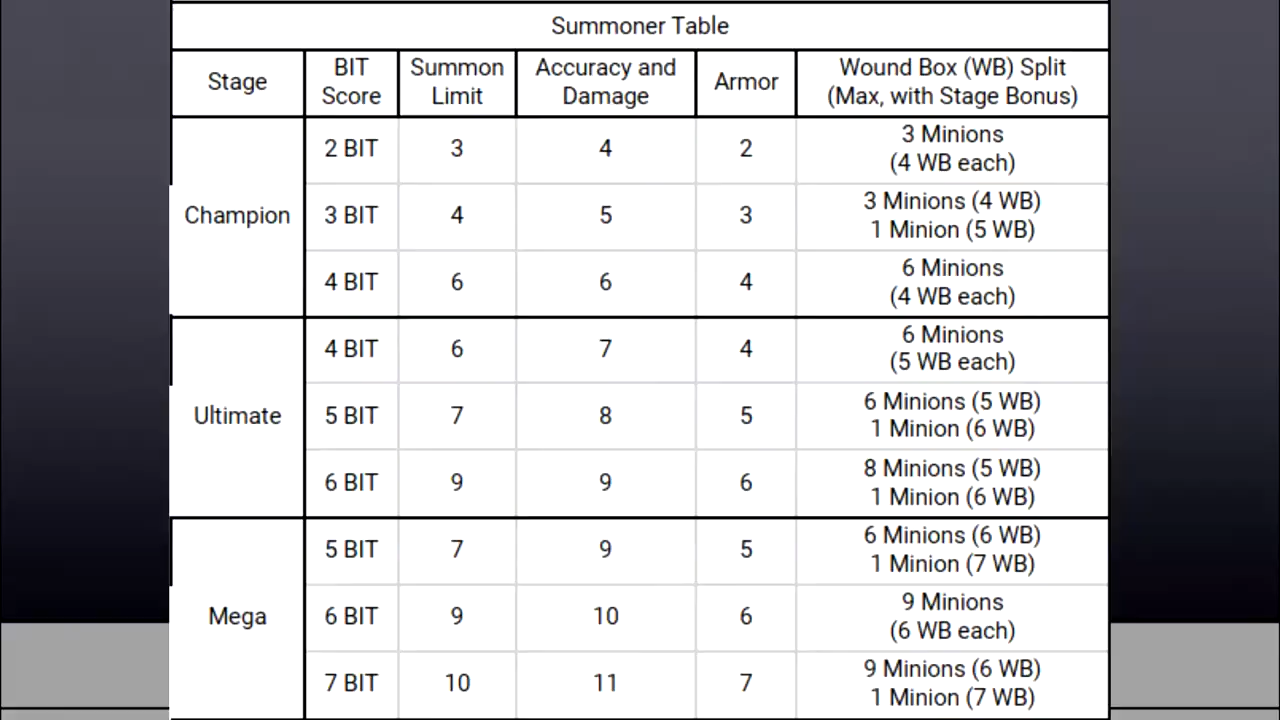 Summoner Table
Stage
BIT
Score
Summon
Limit
Accuracy and
Damage
Armor
Wound Box (WB) Split
(Max, with Stage Bonus)
Champion
2 BIT
3
4
2
3 Minions
(4 WB each)
3 BIT
4
5
3
3 Minions (4 WB)
1 Minion (5 WB)
4 BIT
6
6
4
6 Minions
(4 WB each)
Ultimate
4 BIT
6
7
4
6 Minions
(5 WB each)
5 BIT
7
8
5
6 Minions (5 WB)
1 Minion (6 WB)
6 BIT
9
9
6
8 Minions (5 WB)
1 Minion (6 WB)
Mega
5 BIT
7
9
5
6 Minions (6 WB)
1 Minion (7 WB)
6 BIT
9
10
6
9 Minions
(6 WB each)
7 BIT
10
11
7
9 Minions (6 WB)
1 Minion (7 WB)